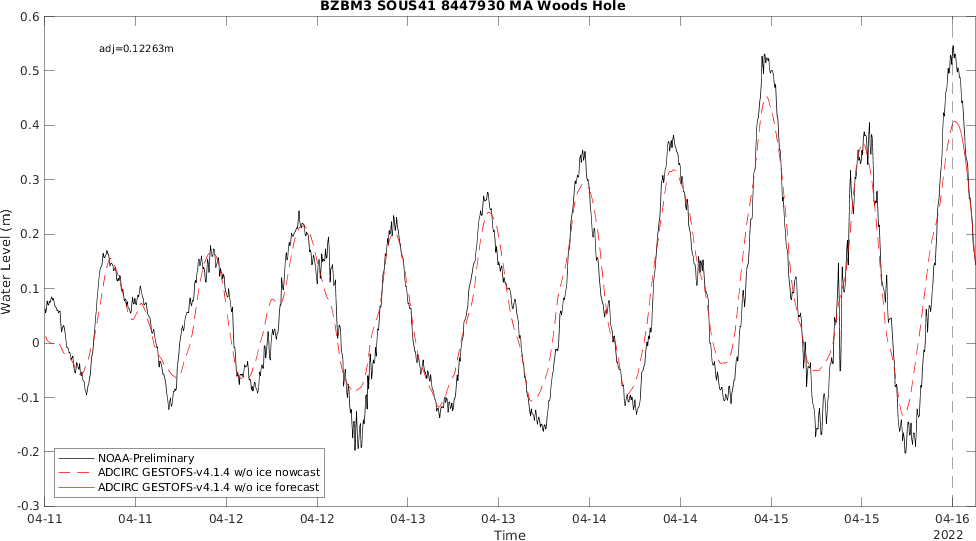 BZBM3 SOUS41 8447930 MA Woods Hole
adj=0.12263m
0.6
0.5
0.4
0.3
0.2
0.1
0
-0.1
-0.2
-0.3
Water Level (m)
NOAA-Preliminary
ADCIRC GESTOFS-v4.1.4 w/o ice nowcast
ADCIRC GESTOFS-v4.1.4 w/o ice forecast
04-11 04-11 04-12 04-12 04-13 04-13 04-14 04-14 04-15 04-15 04-16
Time
2022